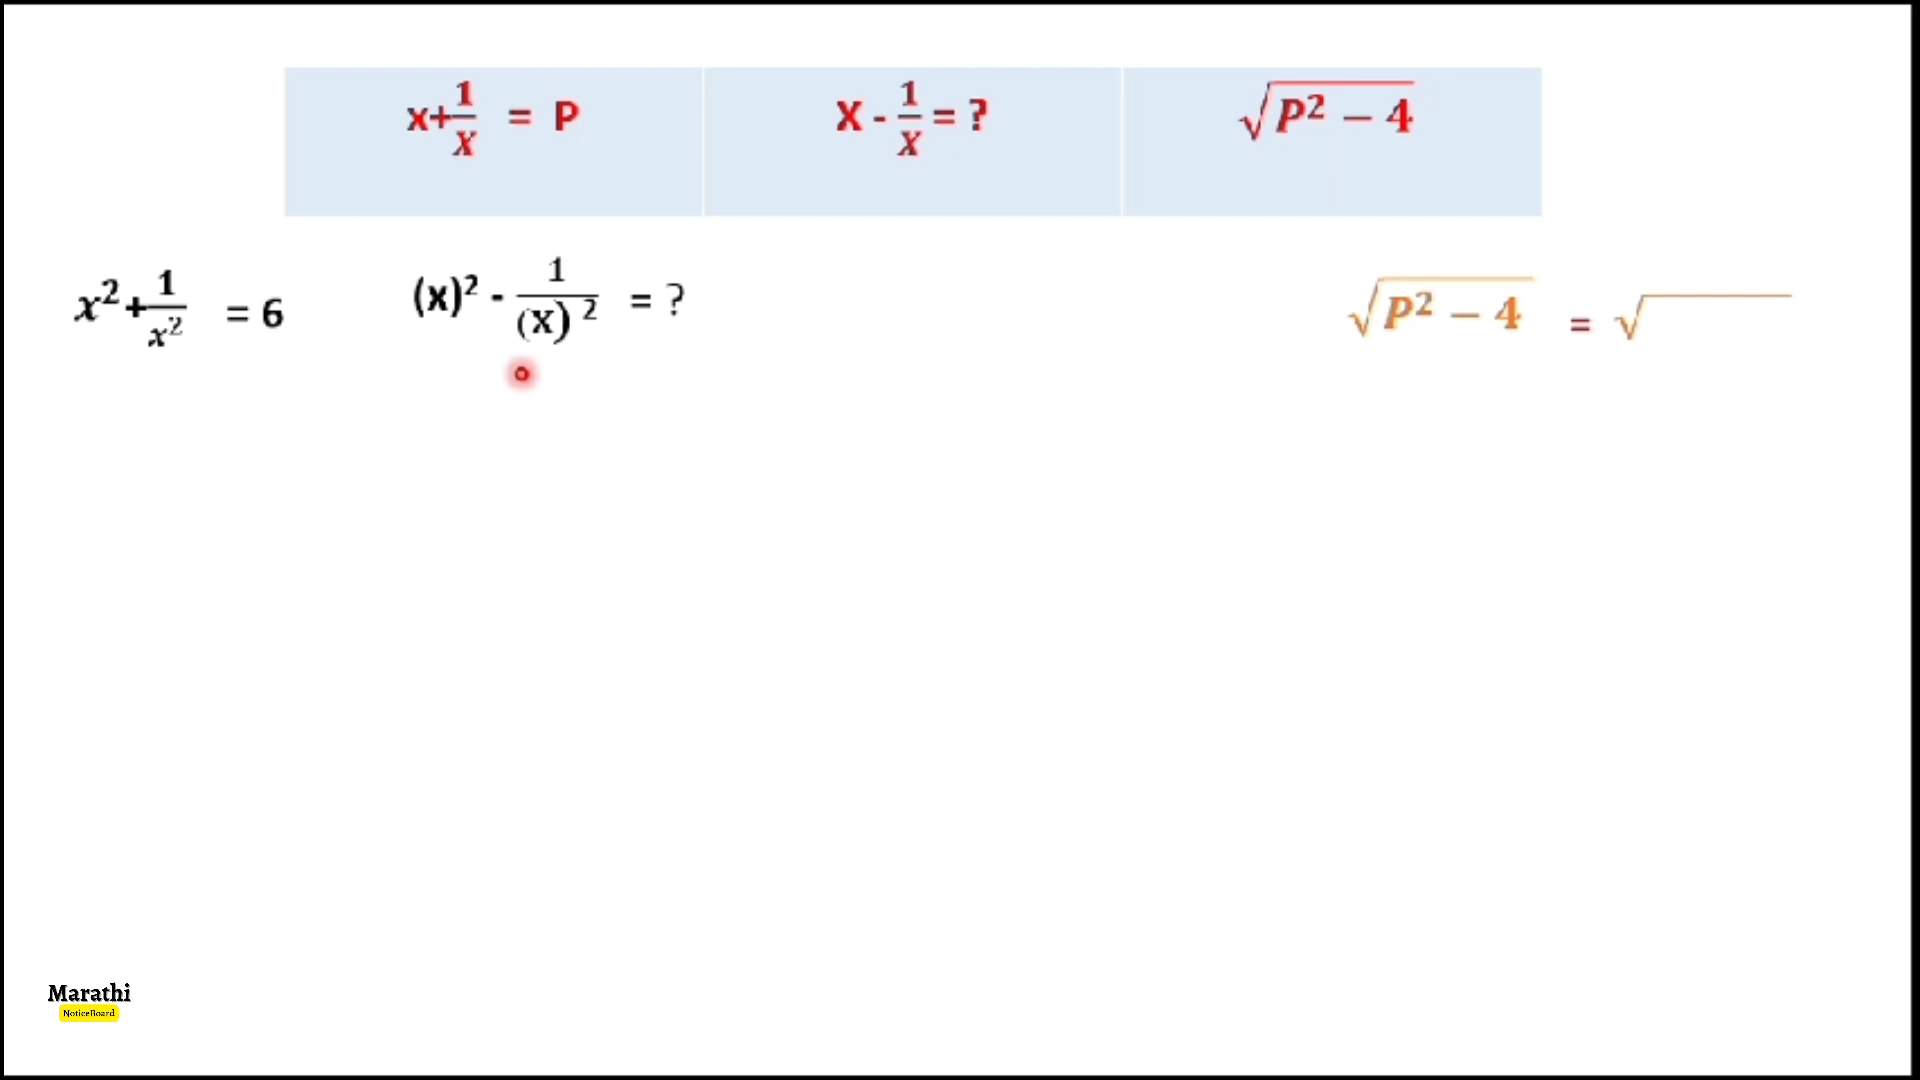 x+1/x = P X - 1/x = ? √(P² − 4)
x²+1/x² = 6 (x)² - 1/(x)² = ? √(P² − 4) = √
Marathi
NoticeBoard